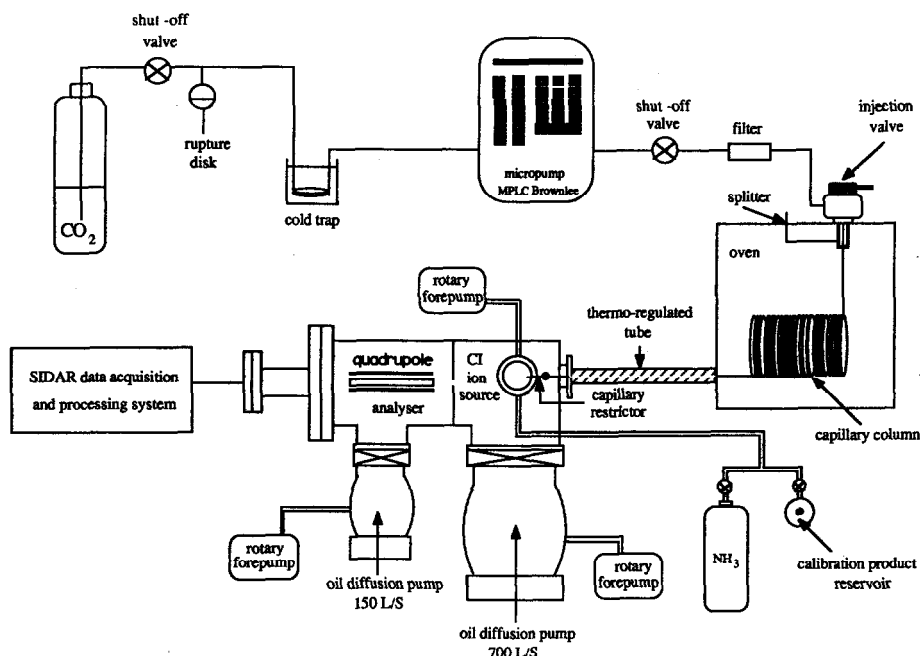 shut -off
valve
rupture
disk
CO2
cold trap
micropump
MPLC Brownlee
shut -off
valve
filter
injection
valve
splitter
oven
rotary
forepump
thermo-regulated
tube
SIDAR data acquisition
and processing system
quadrupole
analyser
CI
ion
source
capillary
restrictor
capillary column
rotary
forepump
oil diffusion pump
150 L/S
rotary
forepump
oil diffusion pump
700 L/S
NH3
calibration product
reservoir